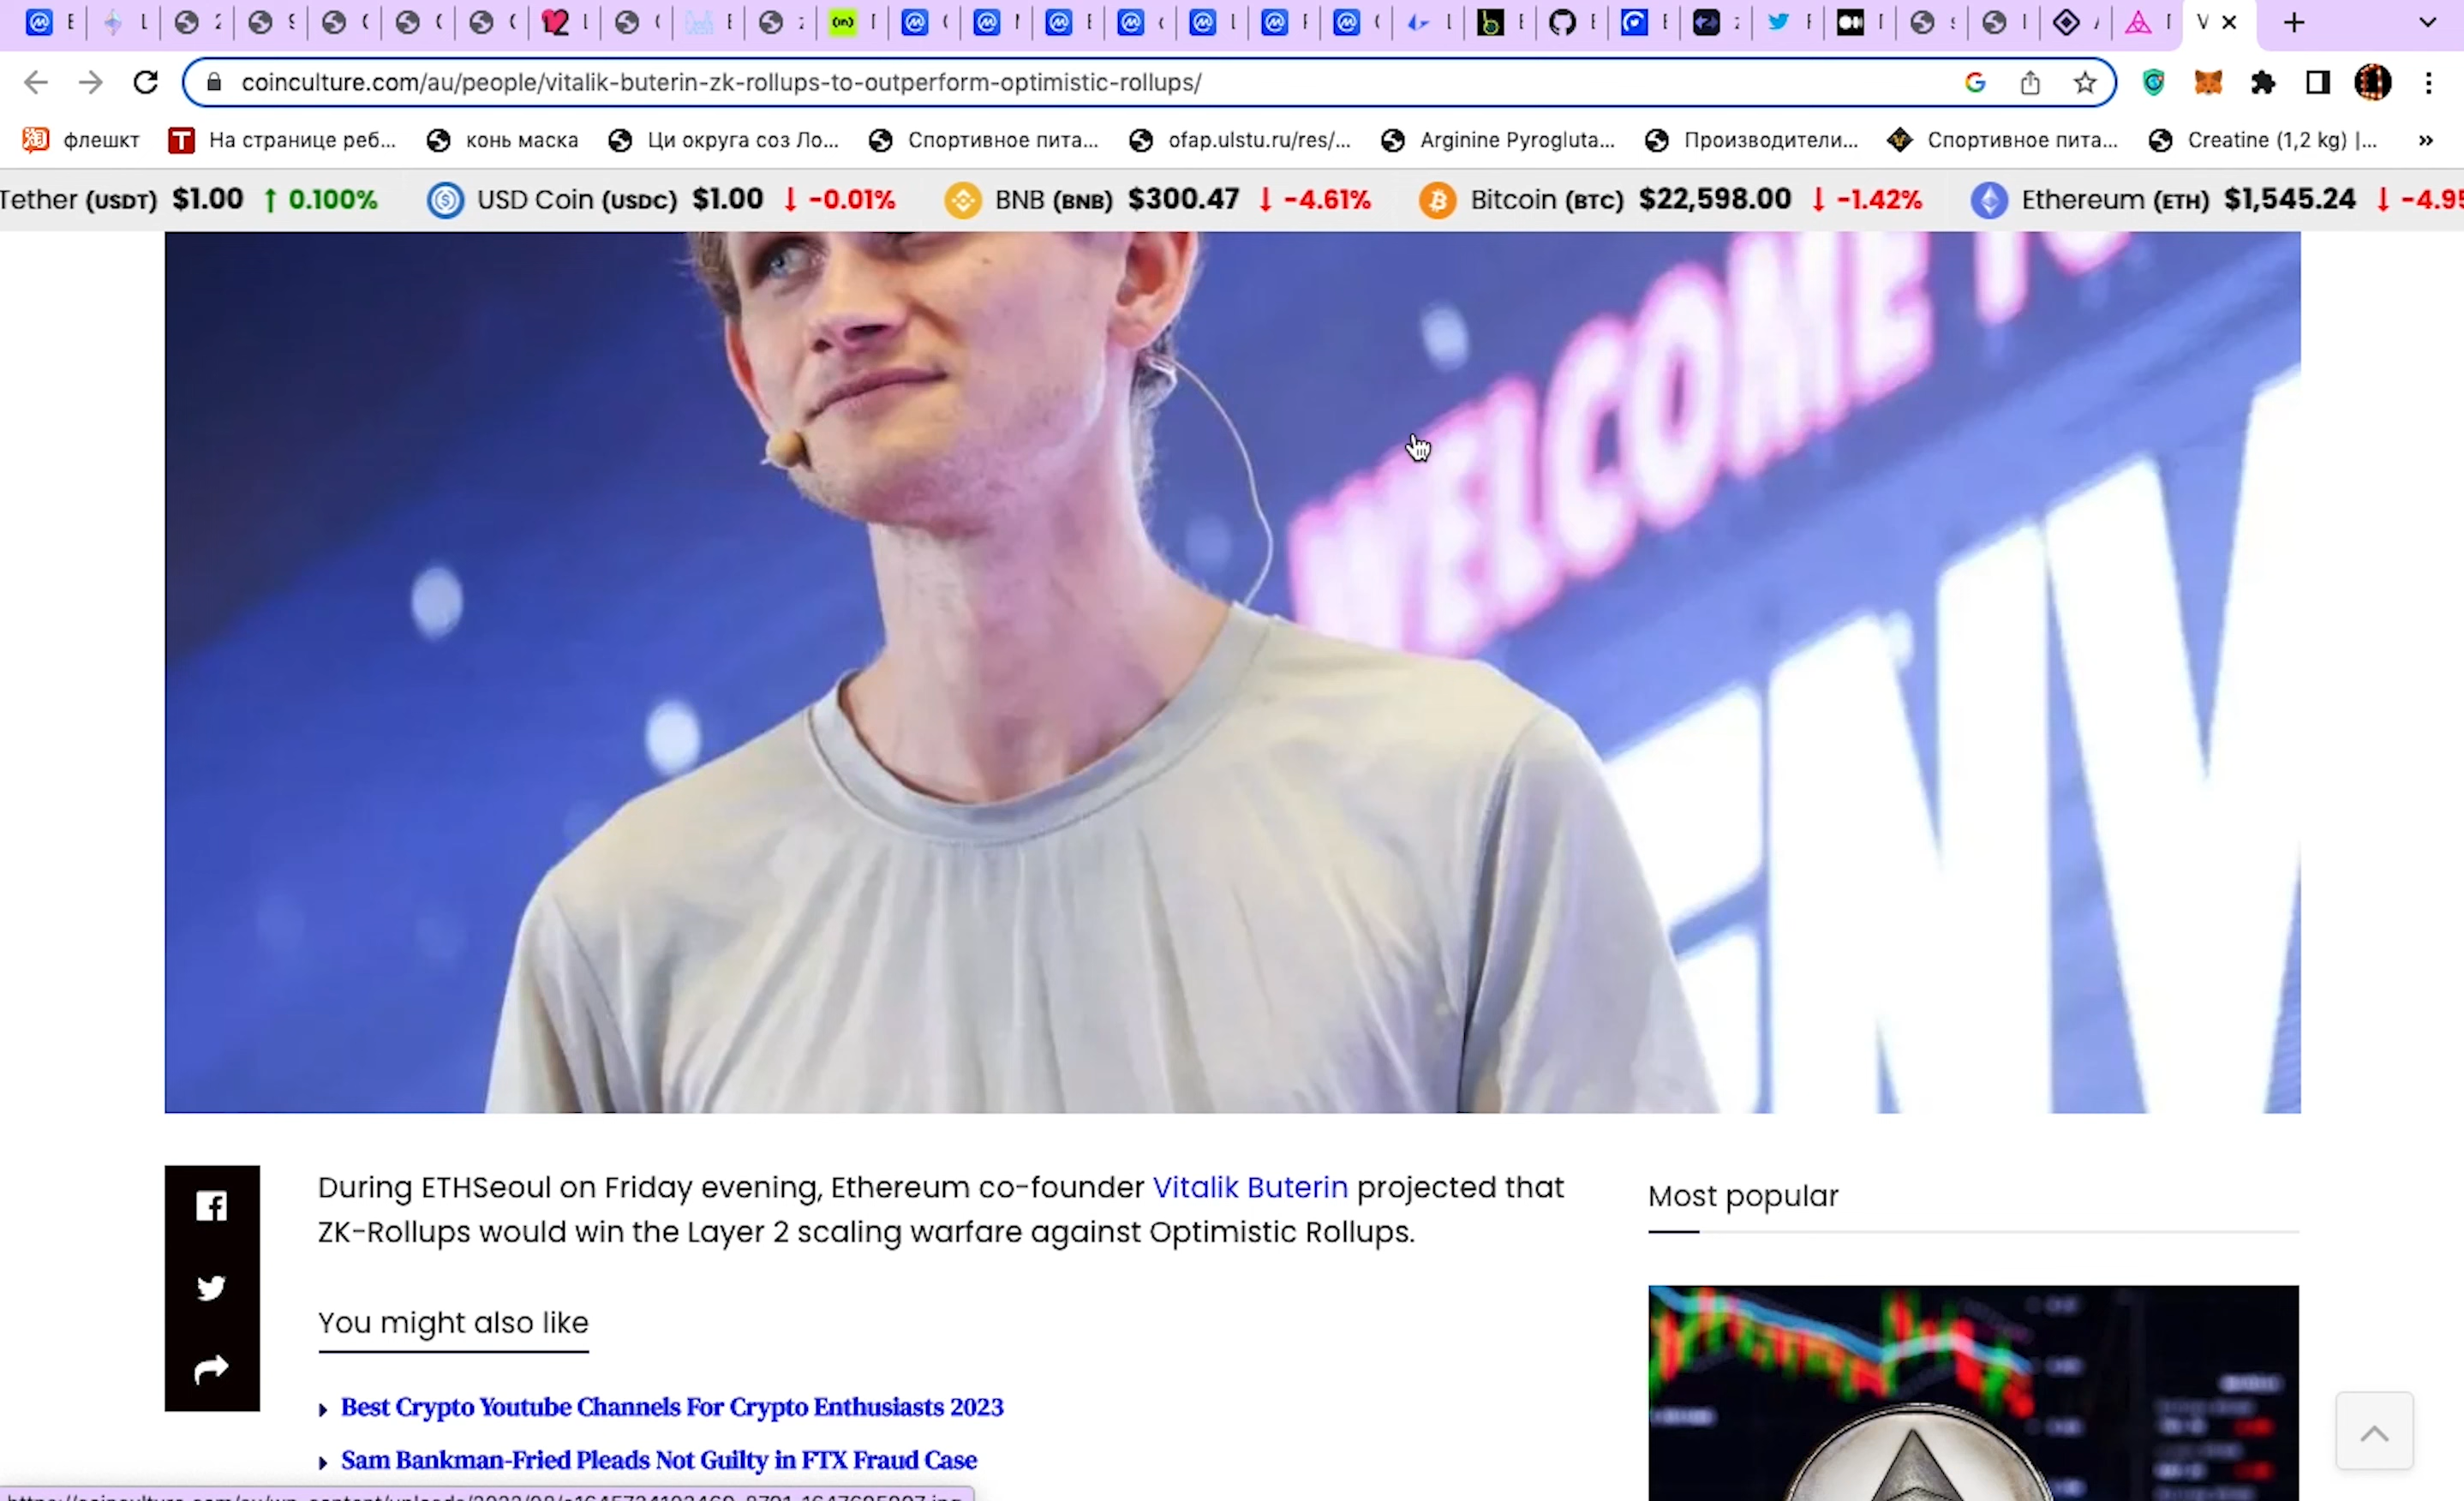 coinculture.com/au/people/vitalik-buterin-zk-rollups-to-outperform-optimistic-rollups/
флешкт На странице реб... конь маска Ци округа соз Ло... Спортивное пита... ofap.ulstu.ru/res/... Arginine Pyrogluta... Производители... Спортивное пита... Creatine (1,2 kg) |... »
Tether (USDT) $1.00 ↑ 0.100% USD Coin (USDC) $1.00 ↓ -0.01% BNB (BNB) $300.47 ↓ -4.61% Bitcoin (BTC) $22,598.00 ↓ -1.42% Ethereum (ETH) $1,545.24 ↓ -4.95
WELCOME TO
During ETHSeoul on Friday evening, Ethereum co-founder Vitalik Buterin projected that
ZK-Rollups would win the Layer 2 scaling warfare against Optimistic Rollups.
Most popular
You might also like
Best Crypto Youtube Channels For Crypto Enthusiasts 2023
Sam Bankman-Fried Pleads Not Guilty in FTX Fraud Case